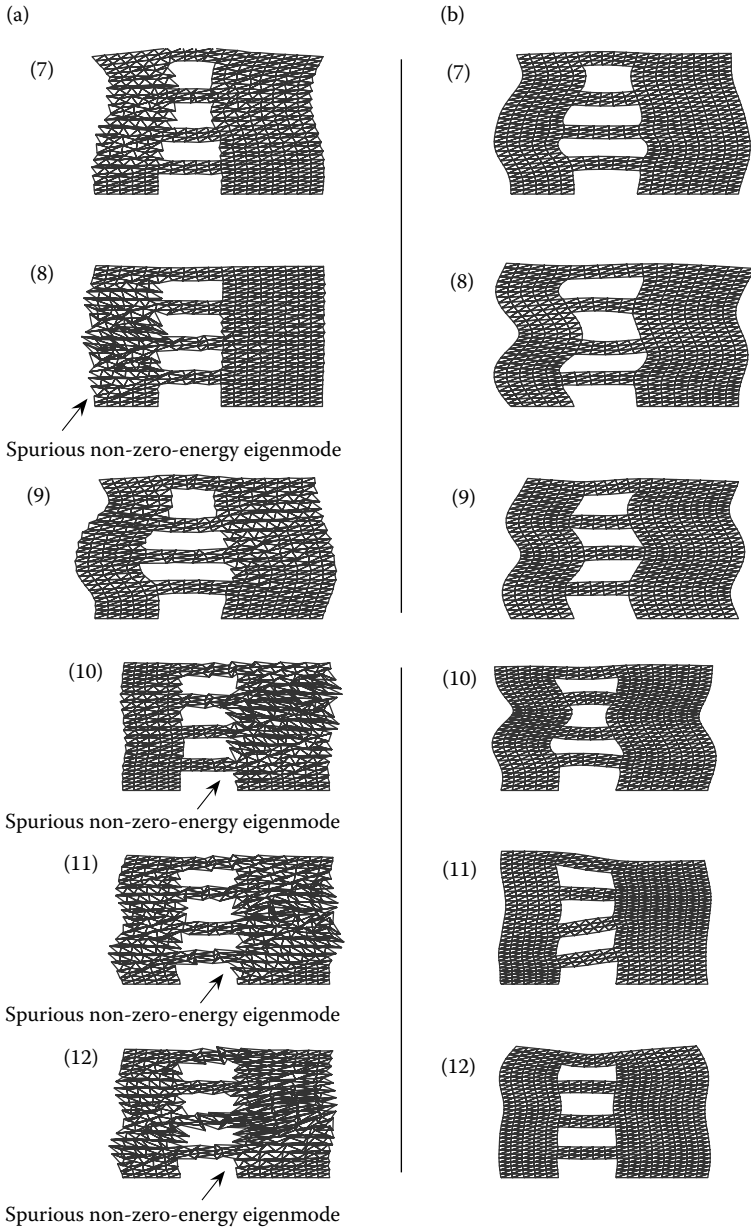 (a)
(b)
(7)
(7)
(8)
(8)
Spurious non-zero-energy eigenmode
(9)
(9)
(10)
(10)
Spurious non-zero-energy eigenmode
(11)
(11)
Spurious non-zero-energy eigenmode
(12)
(12)
Spurious non-zero-energy eigenmode